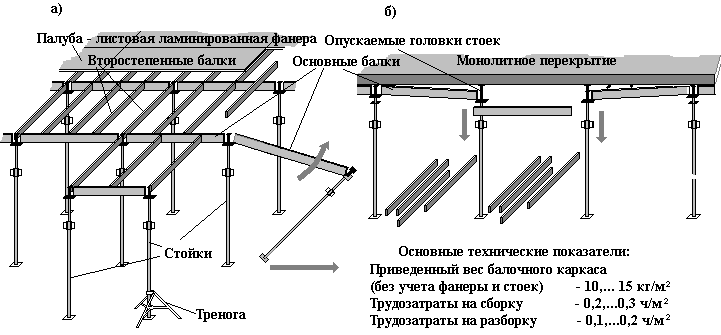 а)
б)
Палуба - листовая ламинированная фанера
Опускаемые головки стоек
Второстепенные балки
Основные балки
Монолитное перекрытие
Стойки
Тренога
Основные технические показатели:
Приведенный вес балочного каркаса
(без учета фанеры и стоек) - 10,... 15 кг/м²
Трудозатраты на сборку - 0,2,...0,3 ч/м²
Трудозатраты на разборку - 0,1,...0,2 ч/м²